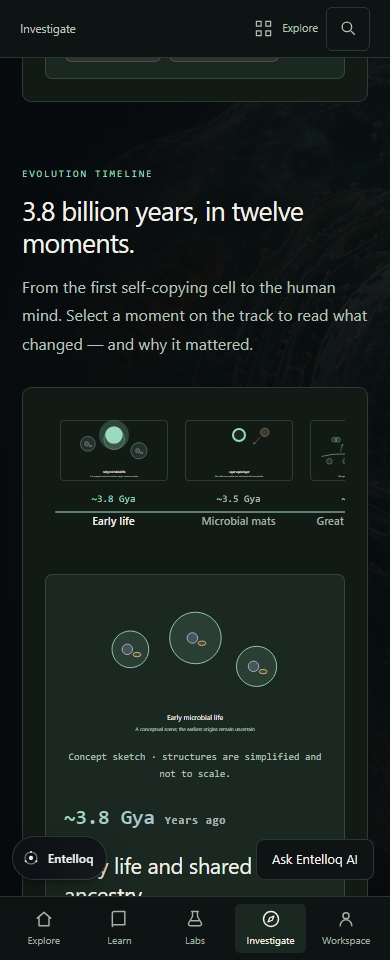 Investigate
Explore
EVOLUTION TIMELINE
3.8 billion years, in twelve
moments.
From the first self-copying cell to the human
mind. Select a moment on the track to read what
changed — and why it mattered.
~3.8 Gya
~3.5 Gya
~
Early life
Microbial mats
Great
Early microbial life
A conceptual scene; the earliest origins remain uncertain
Concept sketch · structures are simplified and
not to scale.
~3.8 Gya Years ago
y life and shared
ancestry
Entelloq
Ask Entelloq AI
Explore
Learn
Labs
Investigate
Workspace